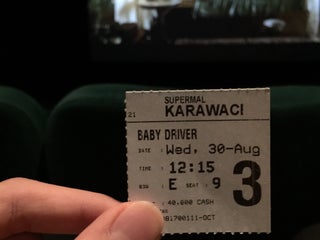 21
SUPERMAL
KARAWACI
BABY DRIVER
DATE : Wed, 30-Aug
TIME : 12:15
ROW : E SEAT : 9
3
40.000 CASH